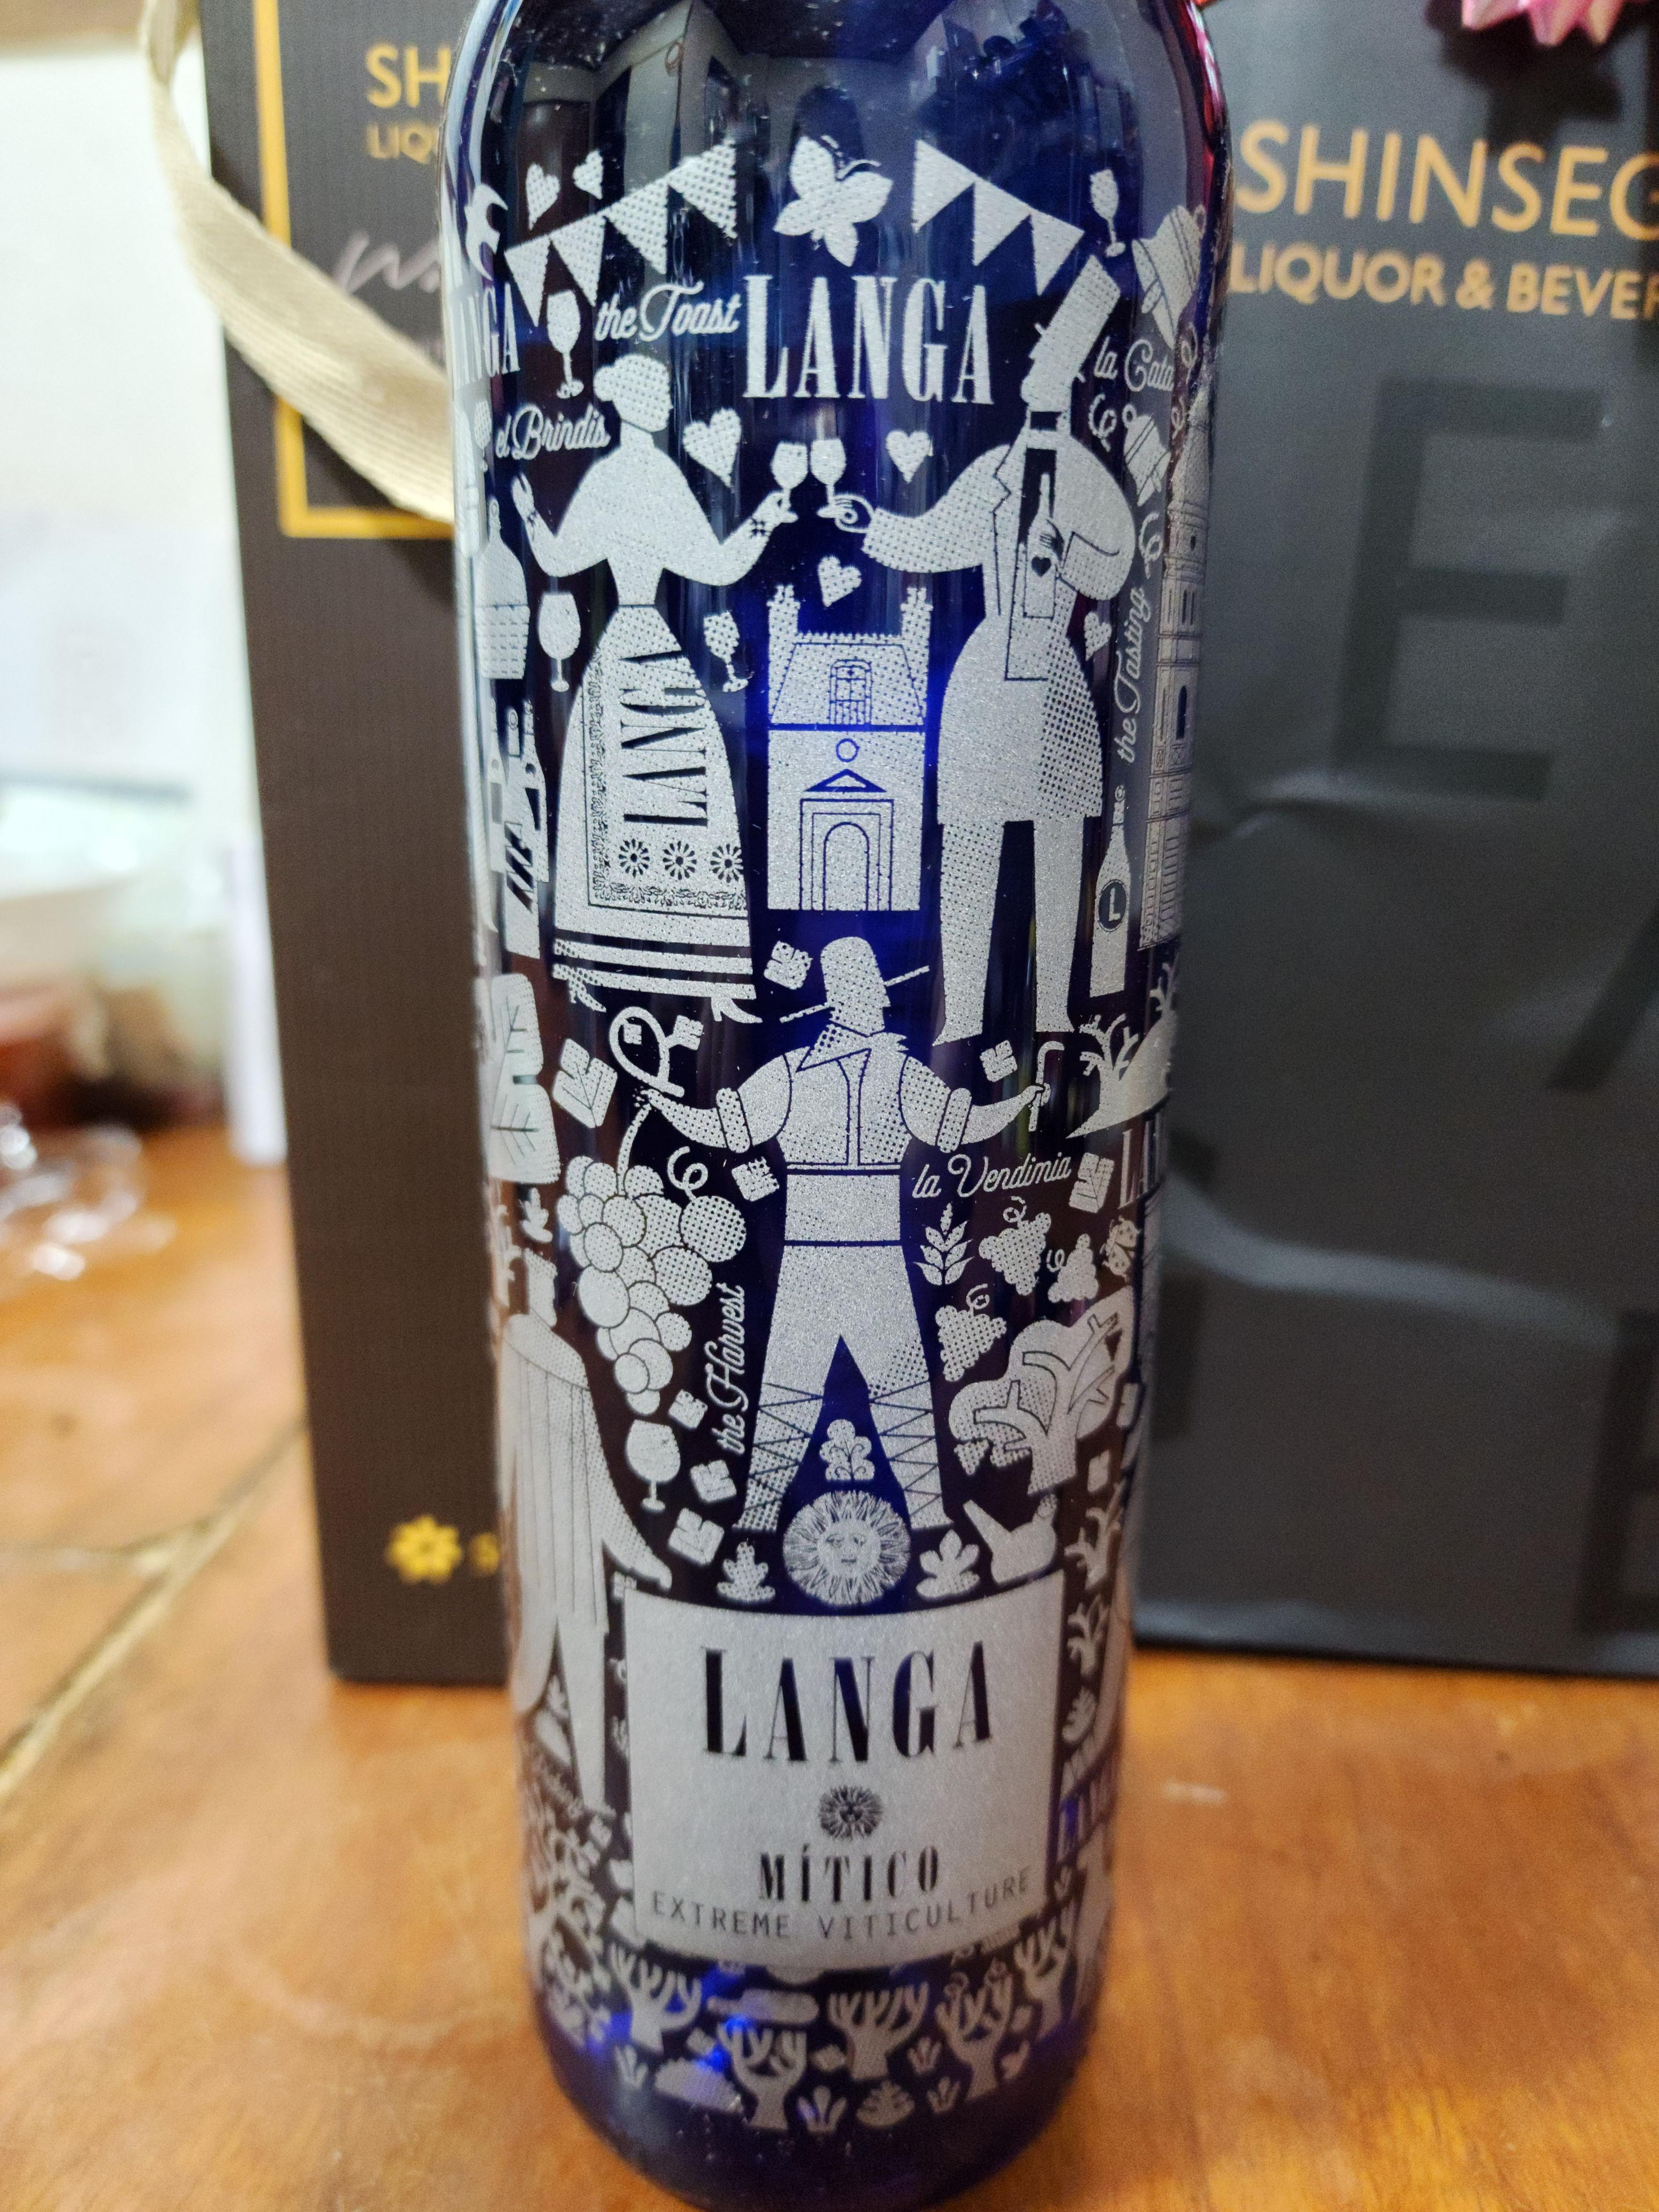 SHINSEG
LIQUOR & BEVER
the Toast
LANGA
la Cata
el Brindis
LANGA
the Tasting
L
la Vendimia
the Harvest
LANGA
MÍTICO
EXTREME VITICULTURE